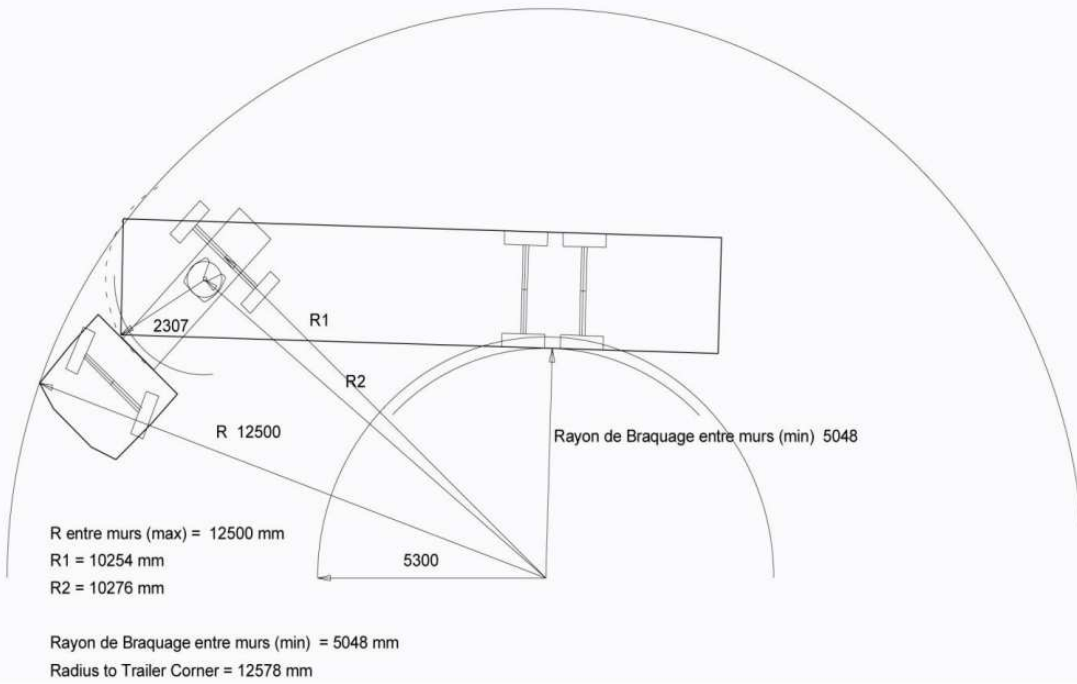 2307
R1
R2
R 12500
Rayon de Braquage entre murs (min) 5048
R entre murs (max) = 12500 mm
R1 = 10254 mm
5300
R2 = 10276 mm
Rayon de Braquage entre murs (min) = 5048 mm
Radius to Trailer Corner = 12578 mm